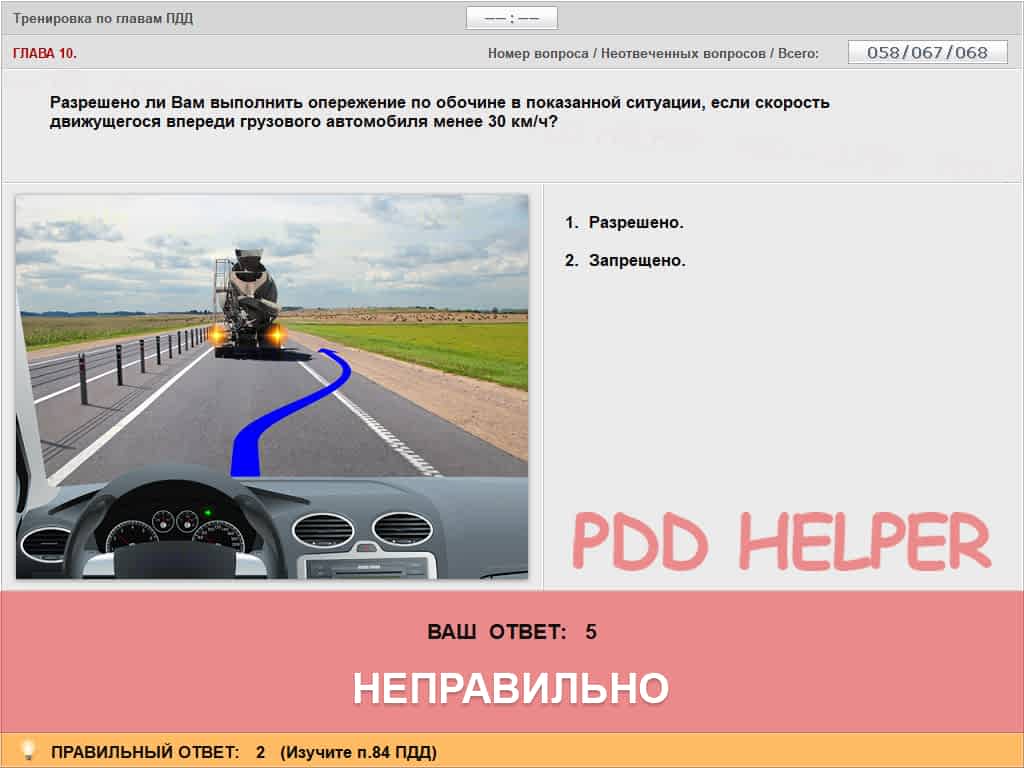 Тренировка по главам ПДД
—— : ——
ГЛАВА 10.
Номер вопроса / Неотвеченных вопросов / Всего:
058/067/068
Разрешено ли Вам выполнить опережение по обочине в показанной ситуации, если скорость
движущегося впереди грузового автомобиля менее 30 км/ч?
1. Разрешено.
2. Запрещено.
PDD HELPER
ВАШ ОТВЕТ: 5
НЕПРАВИЛЬНО
ПРАВИЛЬНЫЙ ОТВЕТ: 2 (Изучите п.84 ПДД)